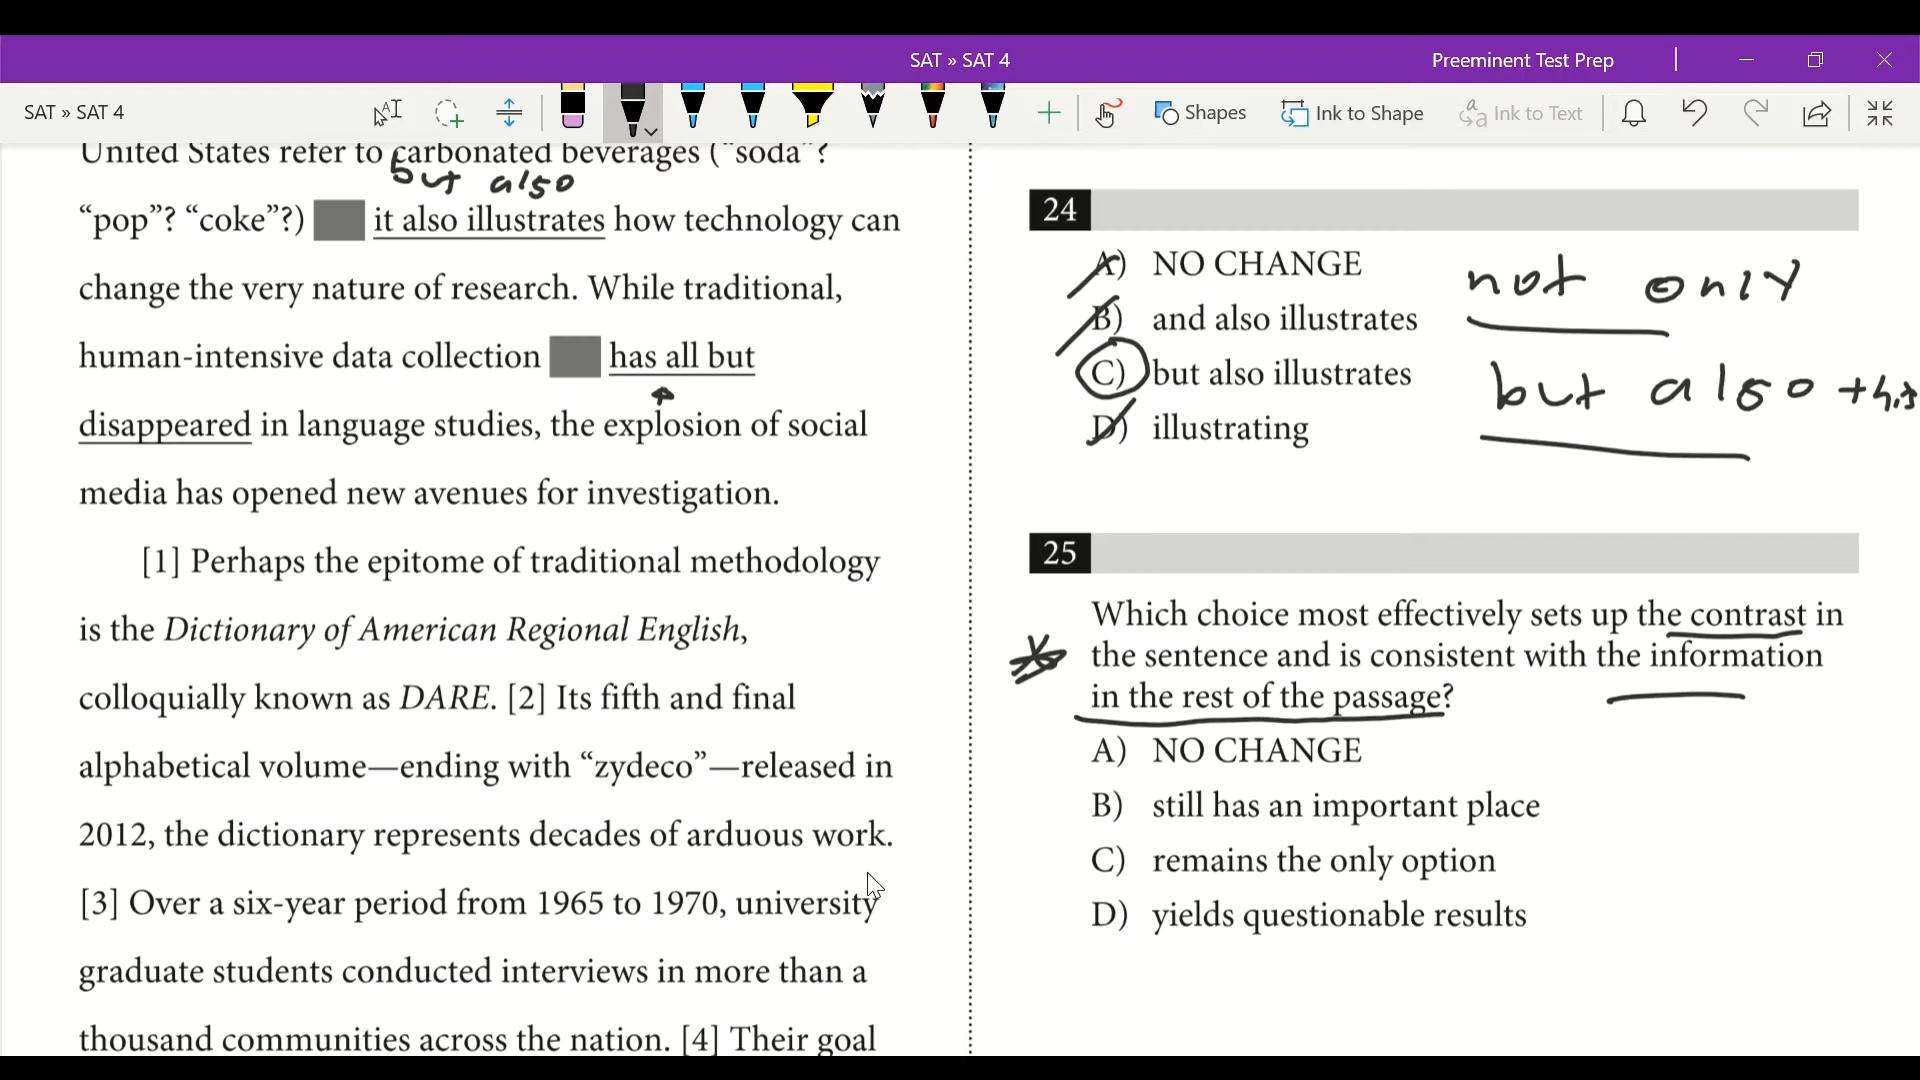 SAT » SAT 4
Preeminent Test Prep
SAT » SAT 4
Shapes
Ink to Shape
Ink to Text
United States refer to carbonated beverages (“soda”?
but also
“pop”? “coke”?) it also illustrates how technology can
change the very nature of research. While traditional,
human-intensive data collection has all but
disappeared in language studies, the explosion of social
media has opened new avenues for investigation.
[1] Perhaps the epitome of traditional methodology
is the Dictionary of American Regional English,
colloquially known as DARE. [2] Its fifth and final
alphabetical volume—ending with “zydeco”—released in
2012, the dictionary represents decades of arduous work.
[3] Over a six-year period from 1965 to 1970, university
graduate students conducted interviews in more than a
thousand communities across the nation. [4] Their goal
24
A) NO CHANGE
B) and also illustrates
C) but also illustrates
D) illustrating
not only
but also this
25
Which choice most effectively sets up the contrast in
the sentence and is consistent with the information
in the rest of the passage?
A) NO CHANGE
B) still has an important place
C) remains the only option
D) yields questionable results